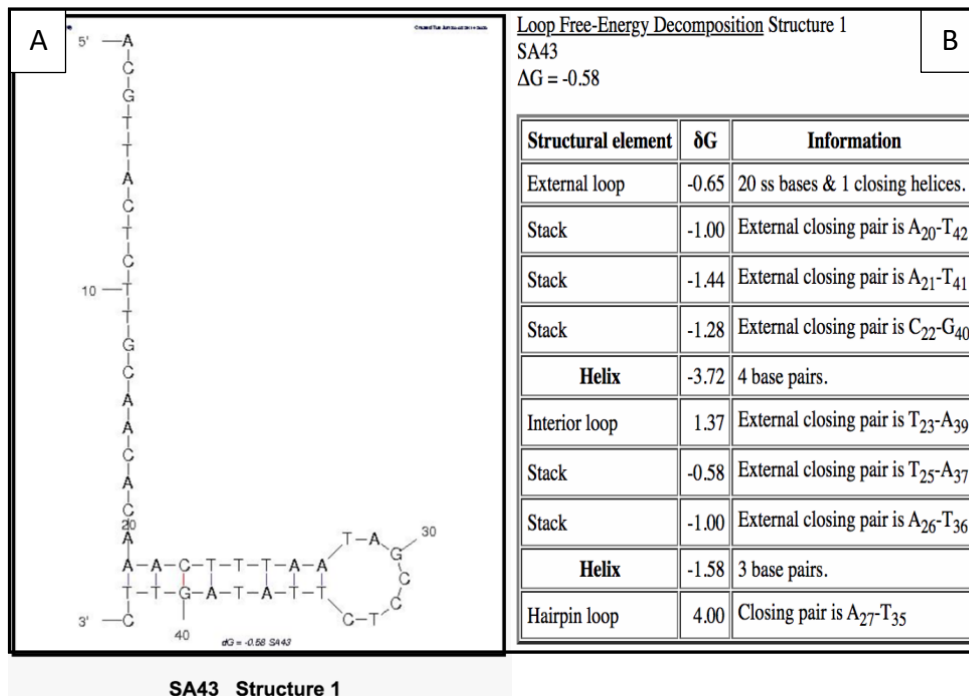 A
5'
A
C
G
T
T
A
C
T
C
10
T
T
G
C
A
A
C
A
C
20
A
A A C T T T A A
T A G
30
C
C
T
C
T T G A T A T T
3' C
40
dG = -0.58 SA43
SA43 Structure 1
B
Loop Free-Energy Decomposition Structure 1
SA43
ΔG = -0.58
Structural element δG Information
External loop -0.65 20 ss bases & 1 closing helices.
Stack -1.00 External closing pair is A20-T42
Stack -1.44 External closing pair is A21-T41
Stack -1.28 External closing pair is C22-G40
Helix -3.72 4 base pairs.
Interior loop 1.37 External closing pair is T23-A39
Stack -0.58 External closing pair is T25-A37
Stack -1.00 External closing pair is A26-T36
Helix -1.58 3 base pairs.
Hairpin loop 4.00 Closing pair is A27-T35